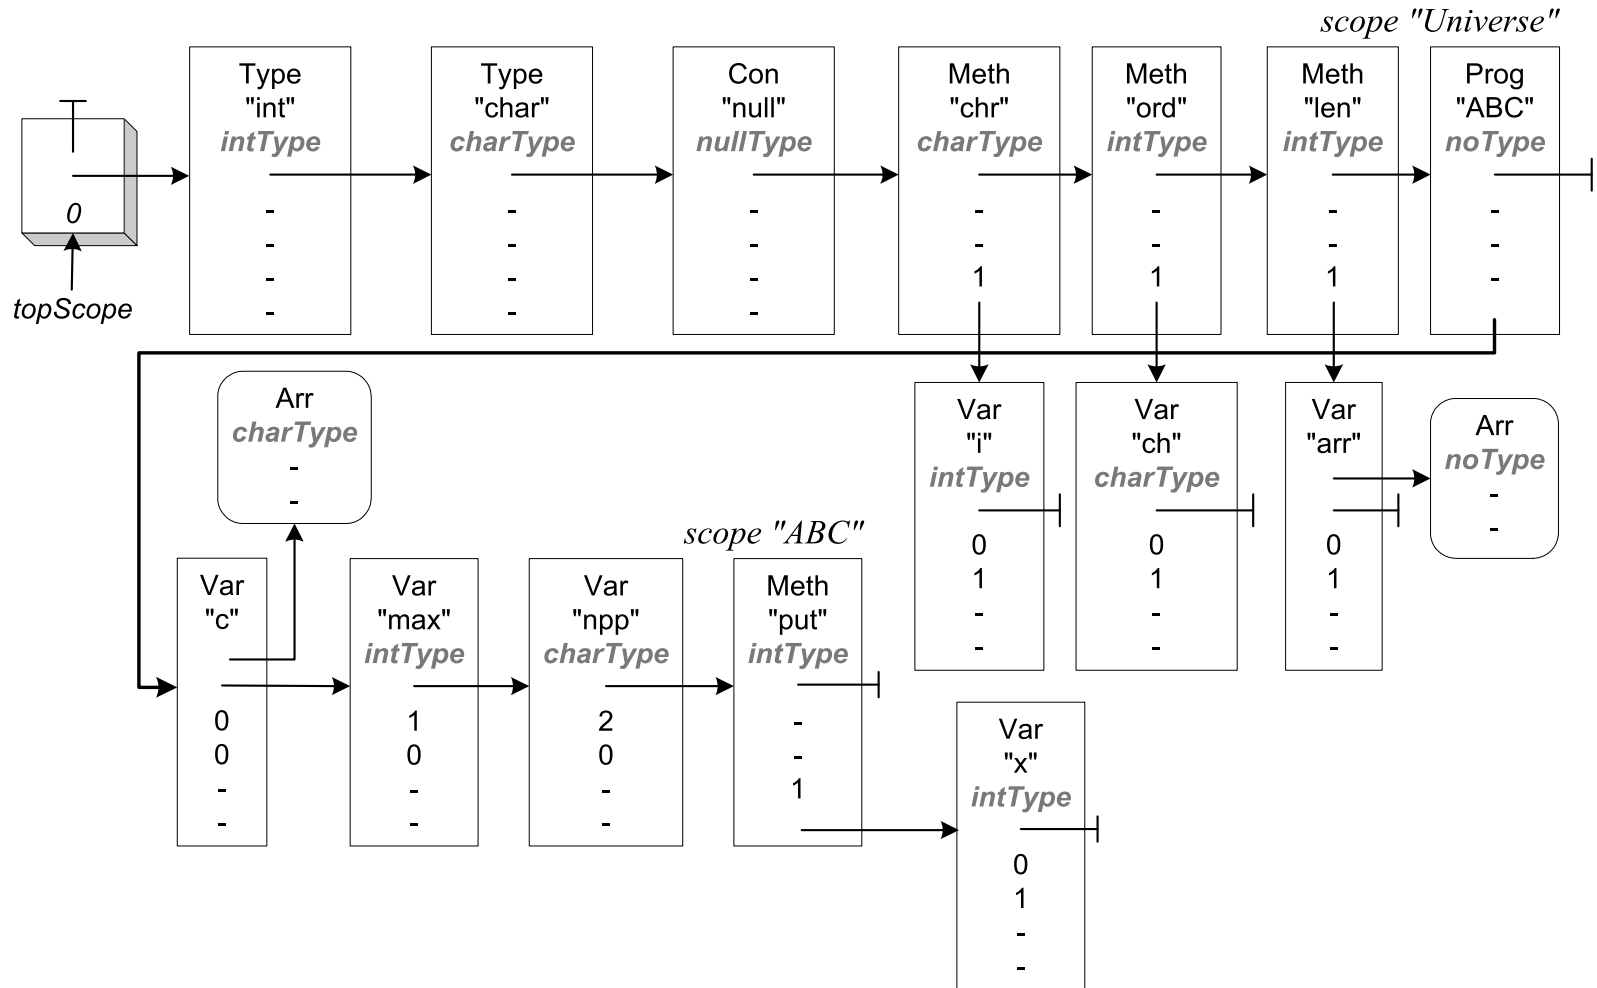 scope "Universe"
Type
"int"
intType
-
-
-
-
Type
"char"
charType
-
-
-
-
Con
"null"
nullType
-
-
-
-
Meth
"chr"
charType
-
-
1
Meth
"ord"
intType
-
-
1
Meth
"len"
intType
-
-
1
Prog
"ABC"
noType
-
-
-
0
topScope
Arr
charType
-
-
Var
"i"
intType
0
1
-
-
Var
"ch"
charType
0
1
-
-
Var
"arr"
0
1
-
-
Arr
noType
-
-
scope "ABC"
Var
"c"
0
0
-
-
Var
"max"
intType
1
0
-
-
Var
"npp"
charType
2
0
-
-
Meth
"put"
intType
-
-
1
Var
"x"
intType
0
1
-
-